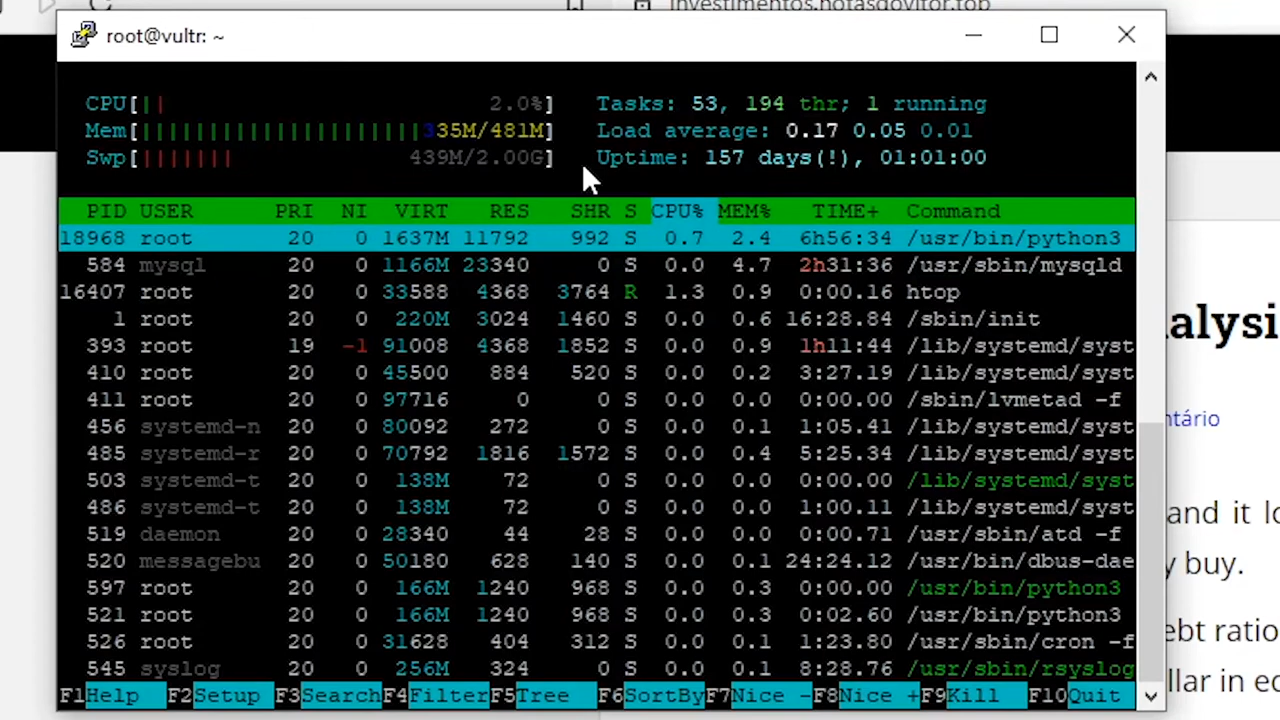 investimentos.notasdovitor.top
root@vultr: ~
CPU[|| 2.0%] Tasks: 53, 194 thr; 1 running
Mem[||||||||||||||||||||||335M/481M] Load average: 0.17 0.05 0.01
Swp[||||||| 439M/2.00G] Uptime: 157 days(!), 01:01:00
PID USER PRI NI VIRT RES SHR S CPU% MEM% TIME+ Command
18968 root 20 0 1637M 11792 992 S 0.7 2.4 6h56:34 /usr/bin/python3
584 mysql 20 0 1166M 23340 0 S 0.0 4.7 2h31:36 /usr/sbin/mysqld
16407 root 20 0 33588 4368 3764 R 1.3 0.9 0:00.16 htop
1 root 20 0 220M 3024 1460 S 0.0 0.6 16:28.84 /sbin/init
393 root 19 -1 91008 4368 1852 S 0.0 0.9 1h11:44 /lib/systemd/syst
410 root 20 0 45500 884 520 S 0.0 0.2 3:27.19 /lib/systemd/syst
411 root 20 0 97716 0 0 S 0.0 0.0 0:00.00 /sbin/lvmetad -f
456 systemd-n 20 0 80092 272 0 S 0.0 0.1 1:05.41 /lib/systemd/syst
485 systemd-r 20 0 70792 1816 1572 S 0.0 0.4 5:25.34 /lib/systemd/syst
503 systemd-t 20 0 138M 72 0 S 0.0 0.0 0:00.00 /lib/systemd/syst
486 systemd-t 20 0 138M 72 0 S 0.0 0.0 1:00.11 /lib/systemd/syst
519 daemon 20 0 28340 44 28 S 0.0 0.0 0:00.71 /usr/sbin/atd -f
520 messagebu 20 0 50180 628 140 S 0.0 0.1 24:24.12 /usr/bin/dbus-dae
597 root 20 0 166M 1240 968 S 0.0 0.3 0:00.00 /usr/bin/python3
521 root 20 0 166M 1240 968 S 0.0 0.3 0:02.60 /usr/bin/python3
526 root 20 0 31628 404 312 S 0.0 0.1 1:23.80 /usr/sbin/cron -f
545 syslog 20 0 256M 324 0 S 0.0 0.1 8:28.76 /usr/sbin/rsyslog
F1Help F2Setup F3SearchF4FilterF5Tree F6SortByF7Nice -F8Nice +F9Kill F10Quit
alysi
ntário
and it lo
y buy.
ebt ratio
llar in ec